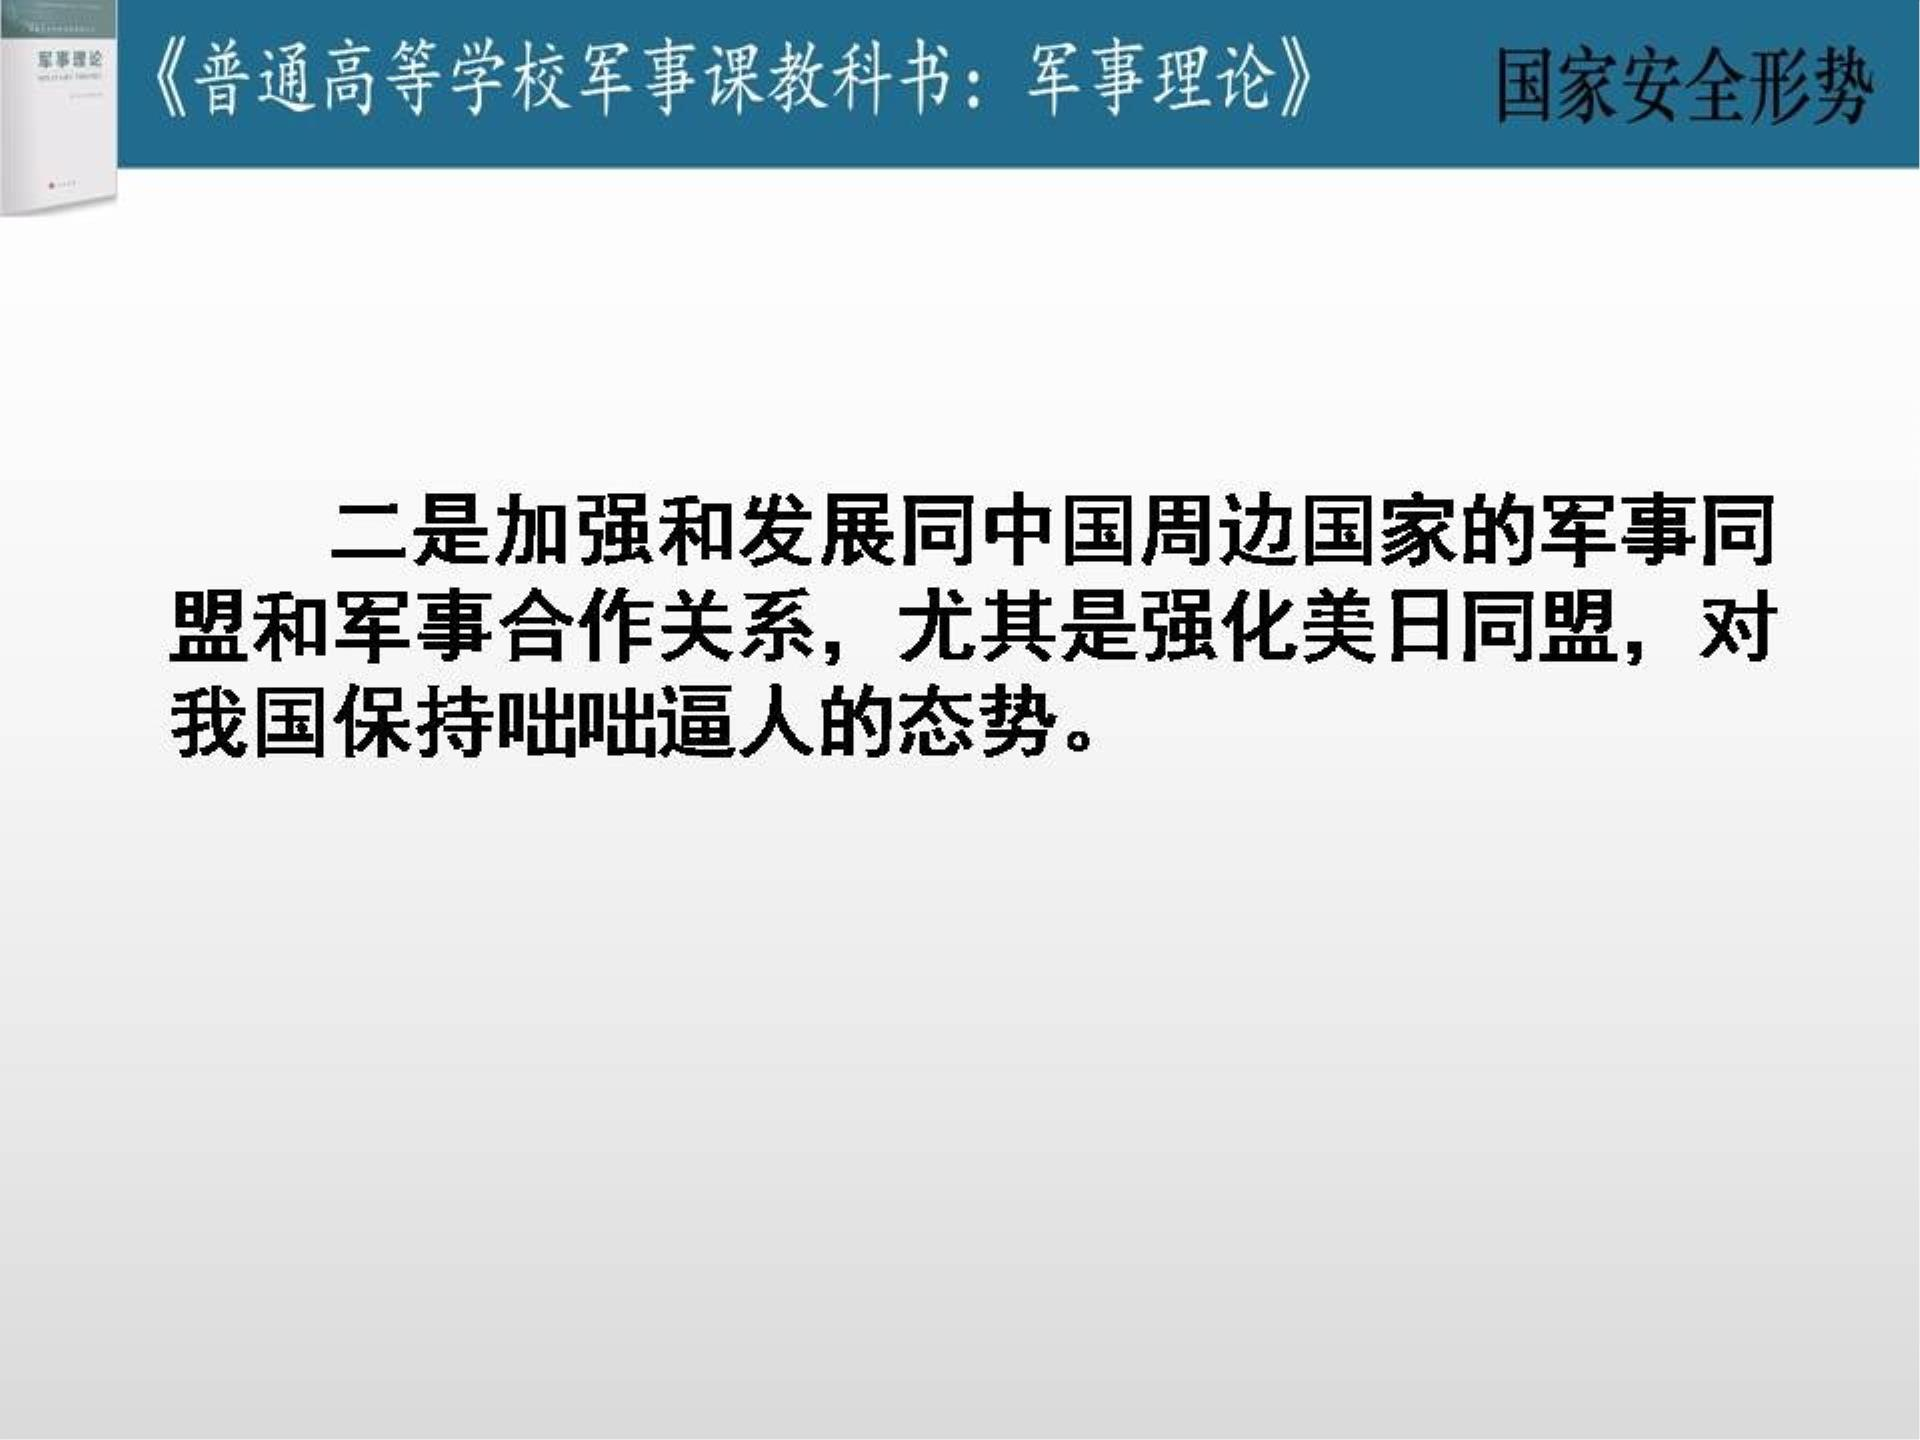 军事理论
《普通高等学校军事课教科书：军事理论》
国家安全形势
二是加强和发展同中国周边国家的军事同
盟和军事合作关系，尤其是强化美日同盟，对
我国保持咄咄逼人的态势。